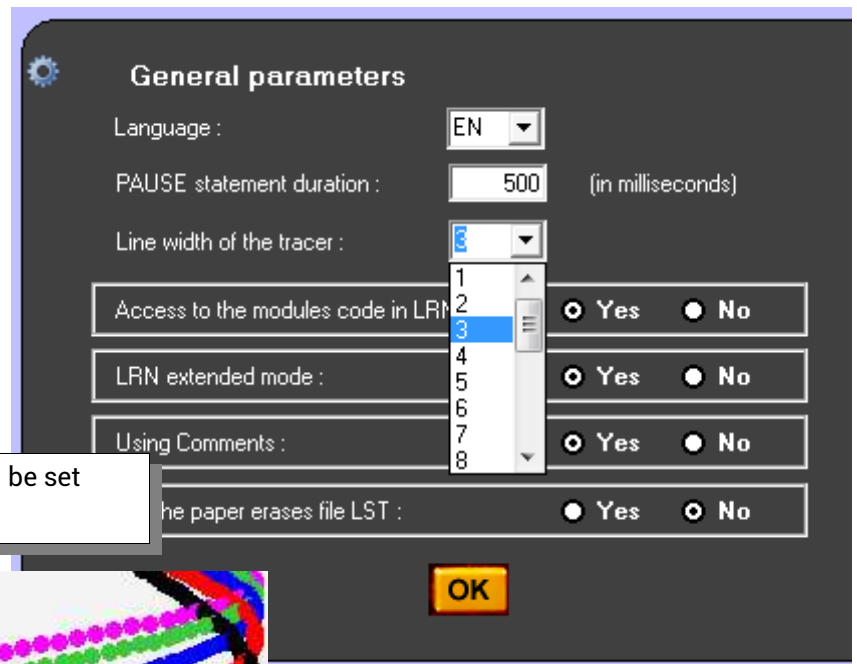 General parameters
Language : EN
PAUSE statement duration : 500 (in milliseconds)
Line width of the tracer : 3
1
2
3
4
5
6
7
8
Access to the modules code in LRN Yes No
LRN extended mode : Yes No
Using Comments : Yes No
be set
he paper erases file LST : Yes No
OK